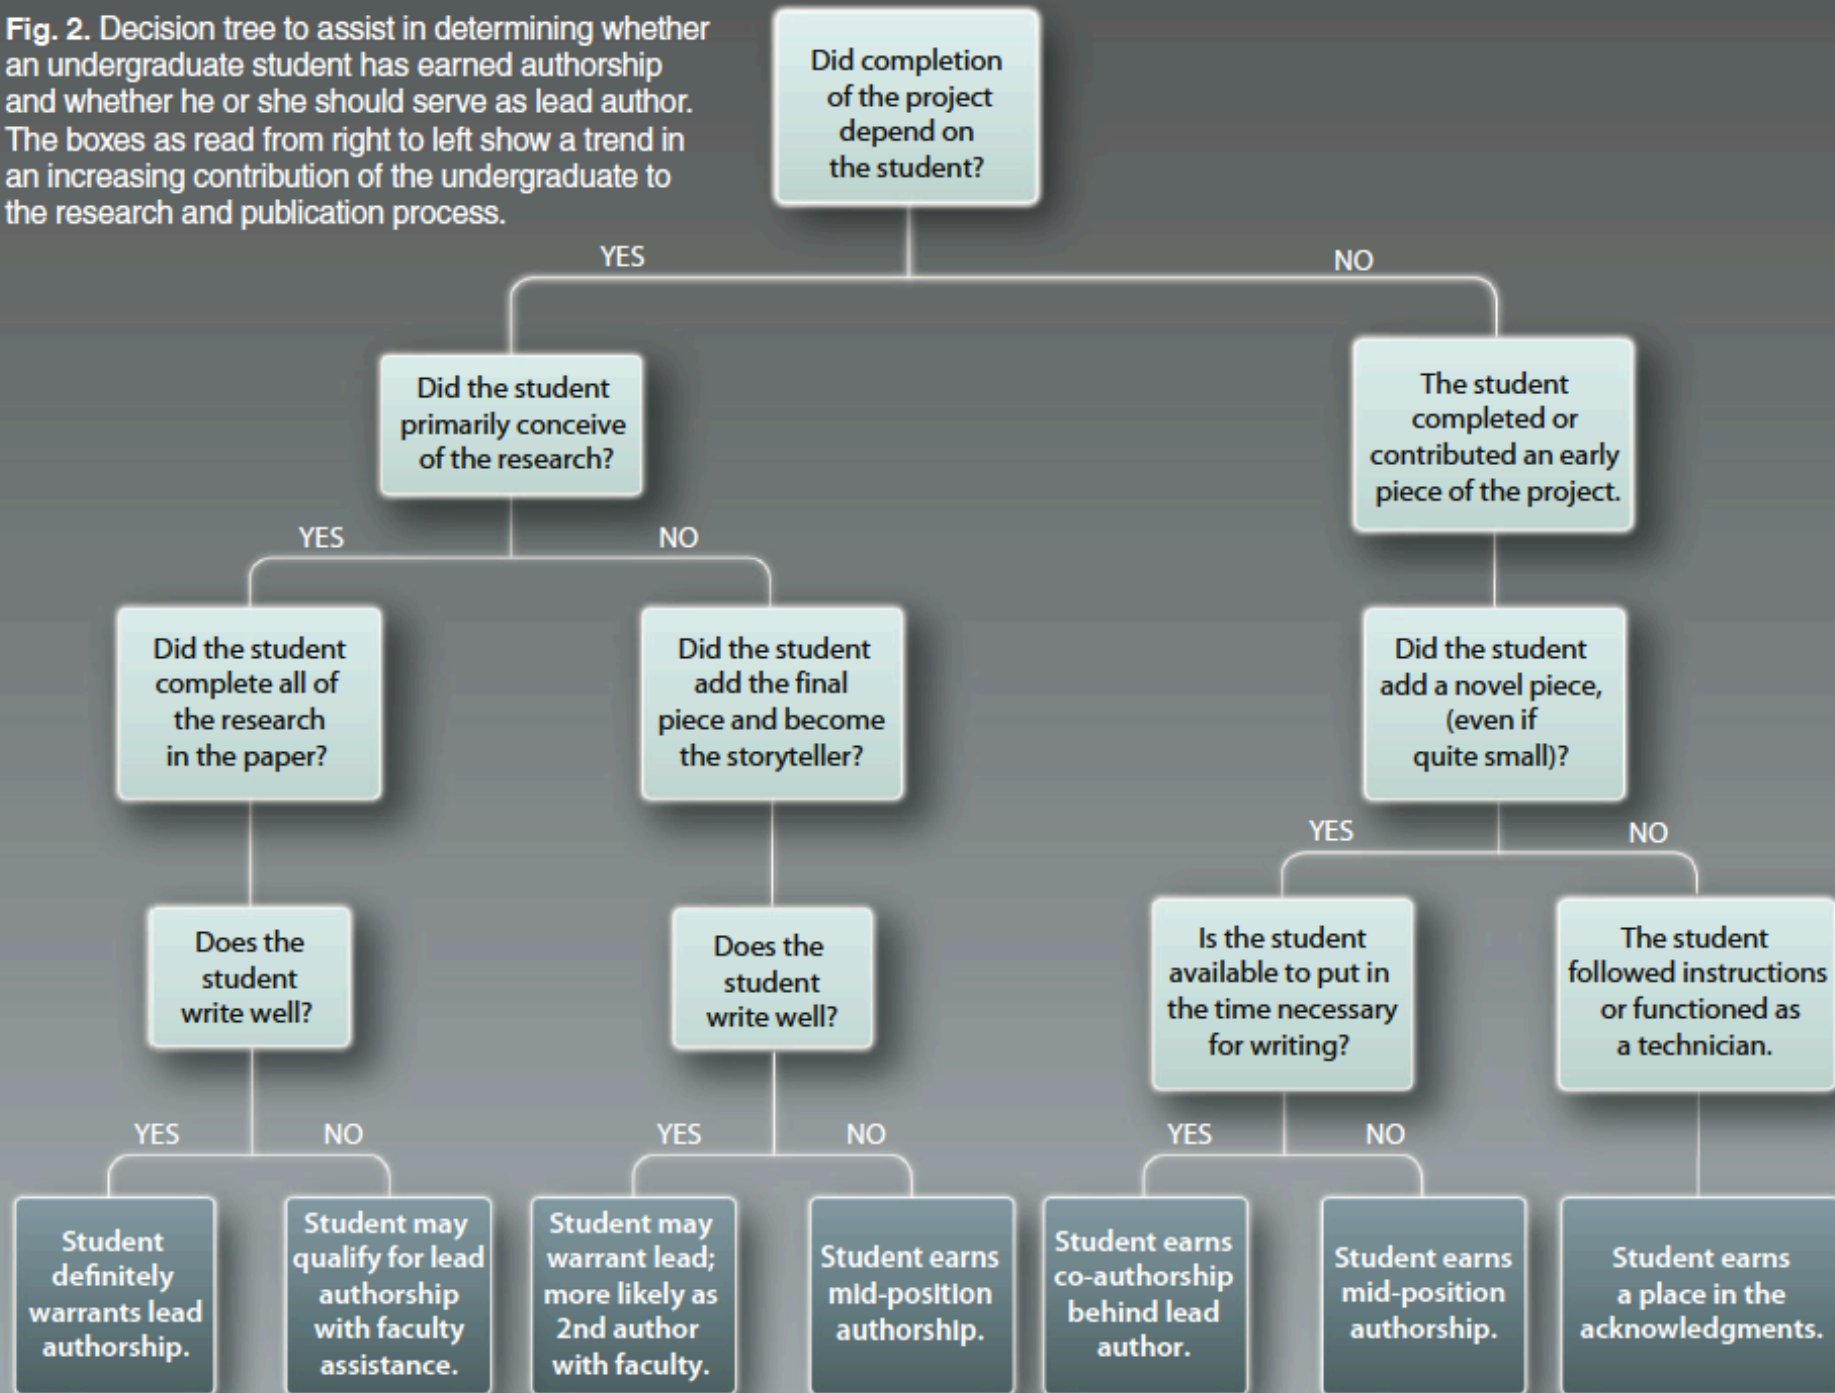 Fig. 2. Decision tree to assist in determining whether
an undergraduate student has earned authorship
and whether he or she should serve as lead author.
The boxes as read from right to left show a trend in
an increasing contribution of the undergraduate to
the research and publication process.
Did completion
of the project
depend on
the student?
YES
NO
Did the student
primarily conceive
of the research?
The student
completed or
contributed an early
piece of the project.
YES
NO
Did the student
complete all of
the research
in the paper?
Did the student
add the final
piece and become
the storyteller?
Did the student
add a novel piece,
(even if
quite small)?
YES
NO
Does the
student
write well?
Does the
student
write well?
Is the student
available to put in
the time necessary
for writing?
The student
followed instructions
or functioned as
a technician.
YES
NO
YES
NO
YES
NO
Student
definitely
warrants lead
authorship.
Student may
qualify for lead
authorship
with faculty
assistance.
Student may
warrant lead;
more likely as
2nd author
with faculty.
Student earns
mid-position
authorship.
Student earns
co-authorship
behind lead
author.
Student earns
mid-position
authorship.
Student earns
a place in the
acknowledgments.